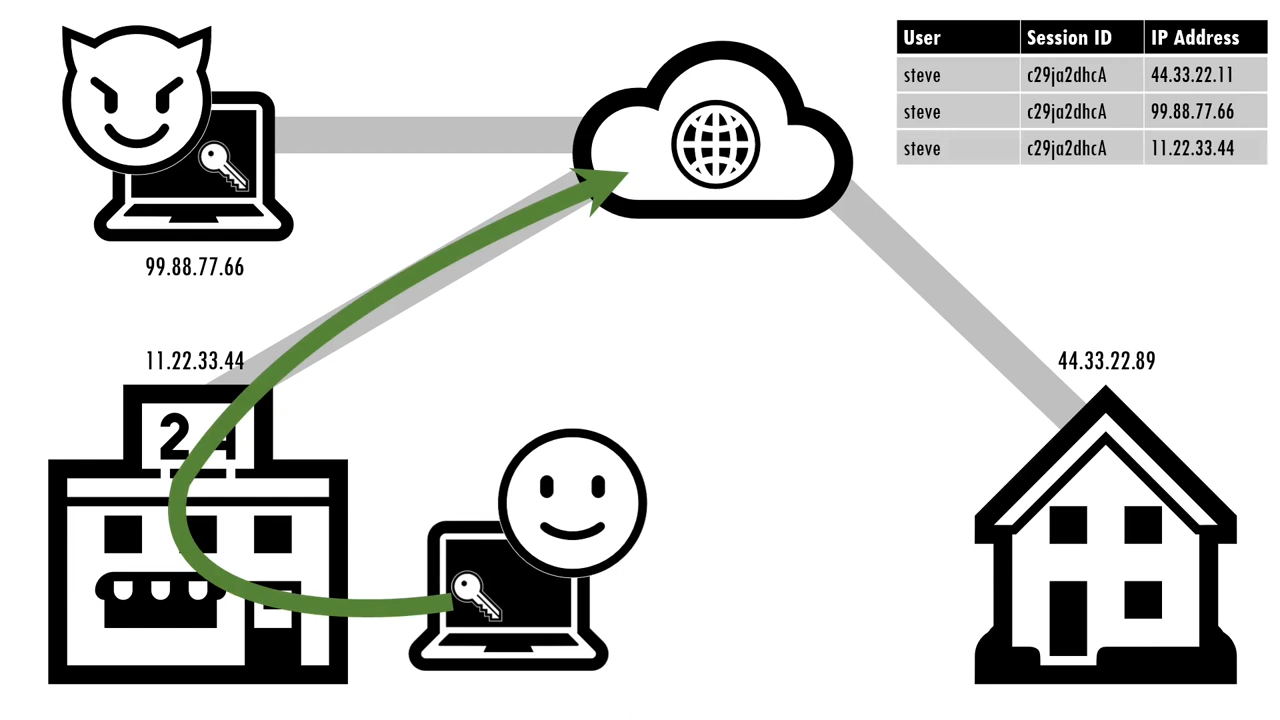 User Session ID IP Address
steve c29ja2dhcA 44.33.22.11
steve c29ja2dhcA 99.88.77.66
steve c29ja2dhcA 11.22.33.44
99.88.77.66
11.22.33.44
44.33.22.89
24